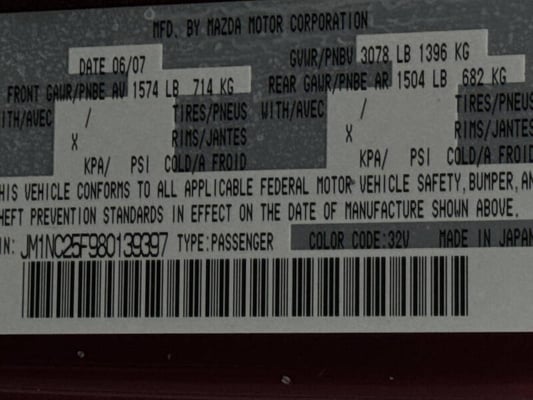 MFD. BY MAZDA MOTOR CORPORATION
DATE 06/07 GVWR/PNBV 3078 LB 1396 KG
FRONT GAWR/PNBE AV 1574 LB 714 KG REAR GAWR/PNBE AR 1504 LB 682 KG
WITH/AVEC / TIRES/PNEUS WITH/AVEC / TIRES/PNEUS
X RIMS/JANTES X RIMS/JANTES
KPA/ PSI COLD/A FROID KPA/ PSI COLD/A FROID
THIS VEHICLE CONFORMS TO ALL APPLICABLE FEDERAL MOTOR VEHICLE SAFETY, BUMPER, AN
THEFT PREVENTION STANDARDS IN EFFECT ON THE DATE OF MANUFACTURE SHOWN ABOVE.
IN: JM1NC25F980139397 TYPE:PASSENGER COLOR CODE:32V MADE IN JAPAN